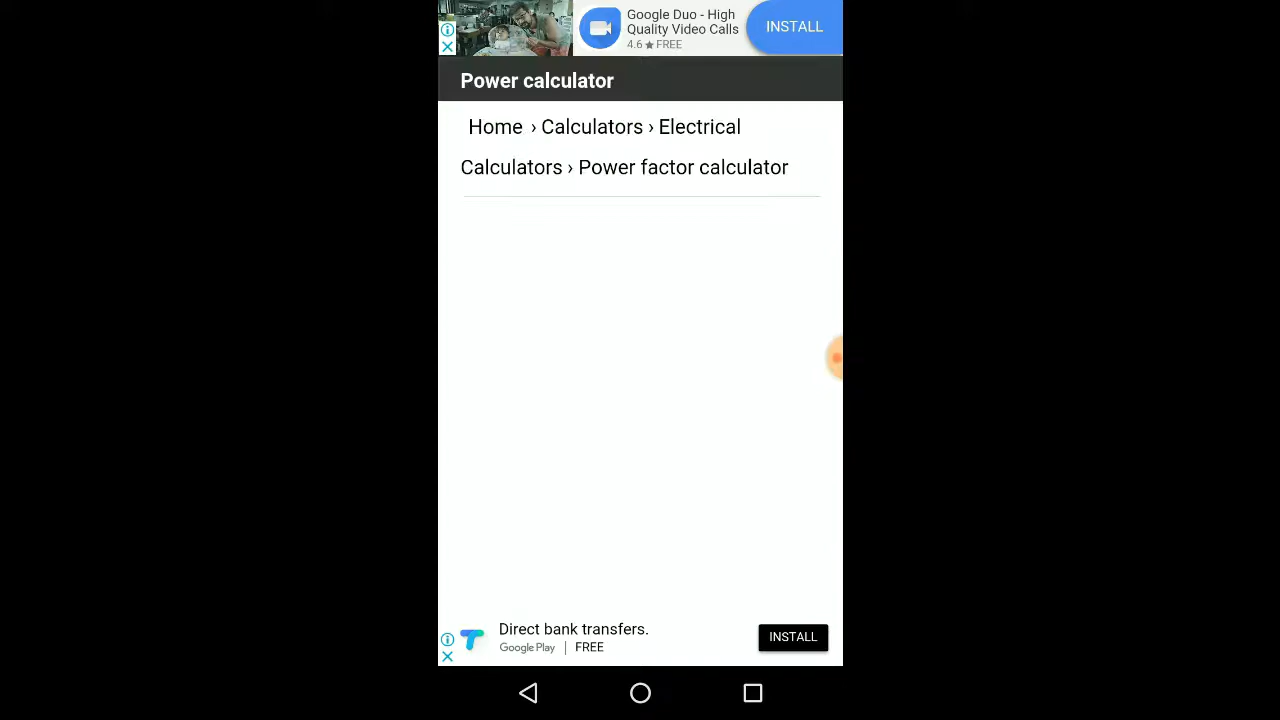 Google Duo - High
Quality Video Calls
4.6 ★ FREE
INSTALL
Power calculator
Home › Calculators › Electrical
Calculators › Power factor calculator
Direct bank transfers.
Google Play | FREE
INSTALL